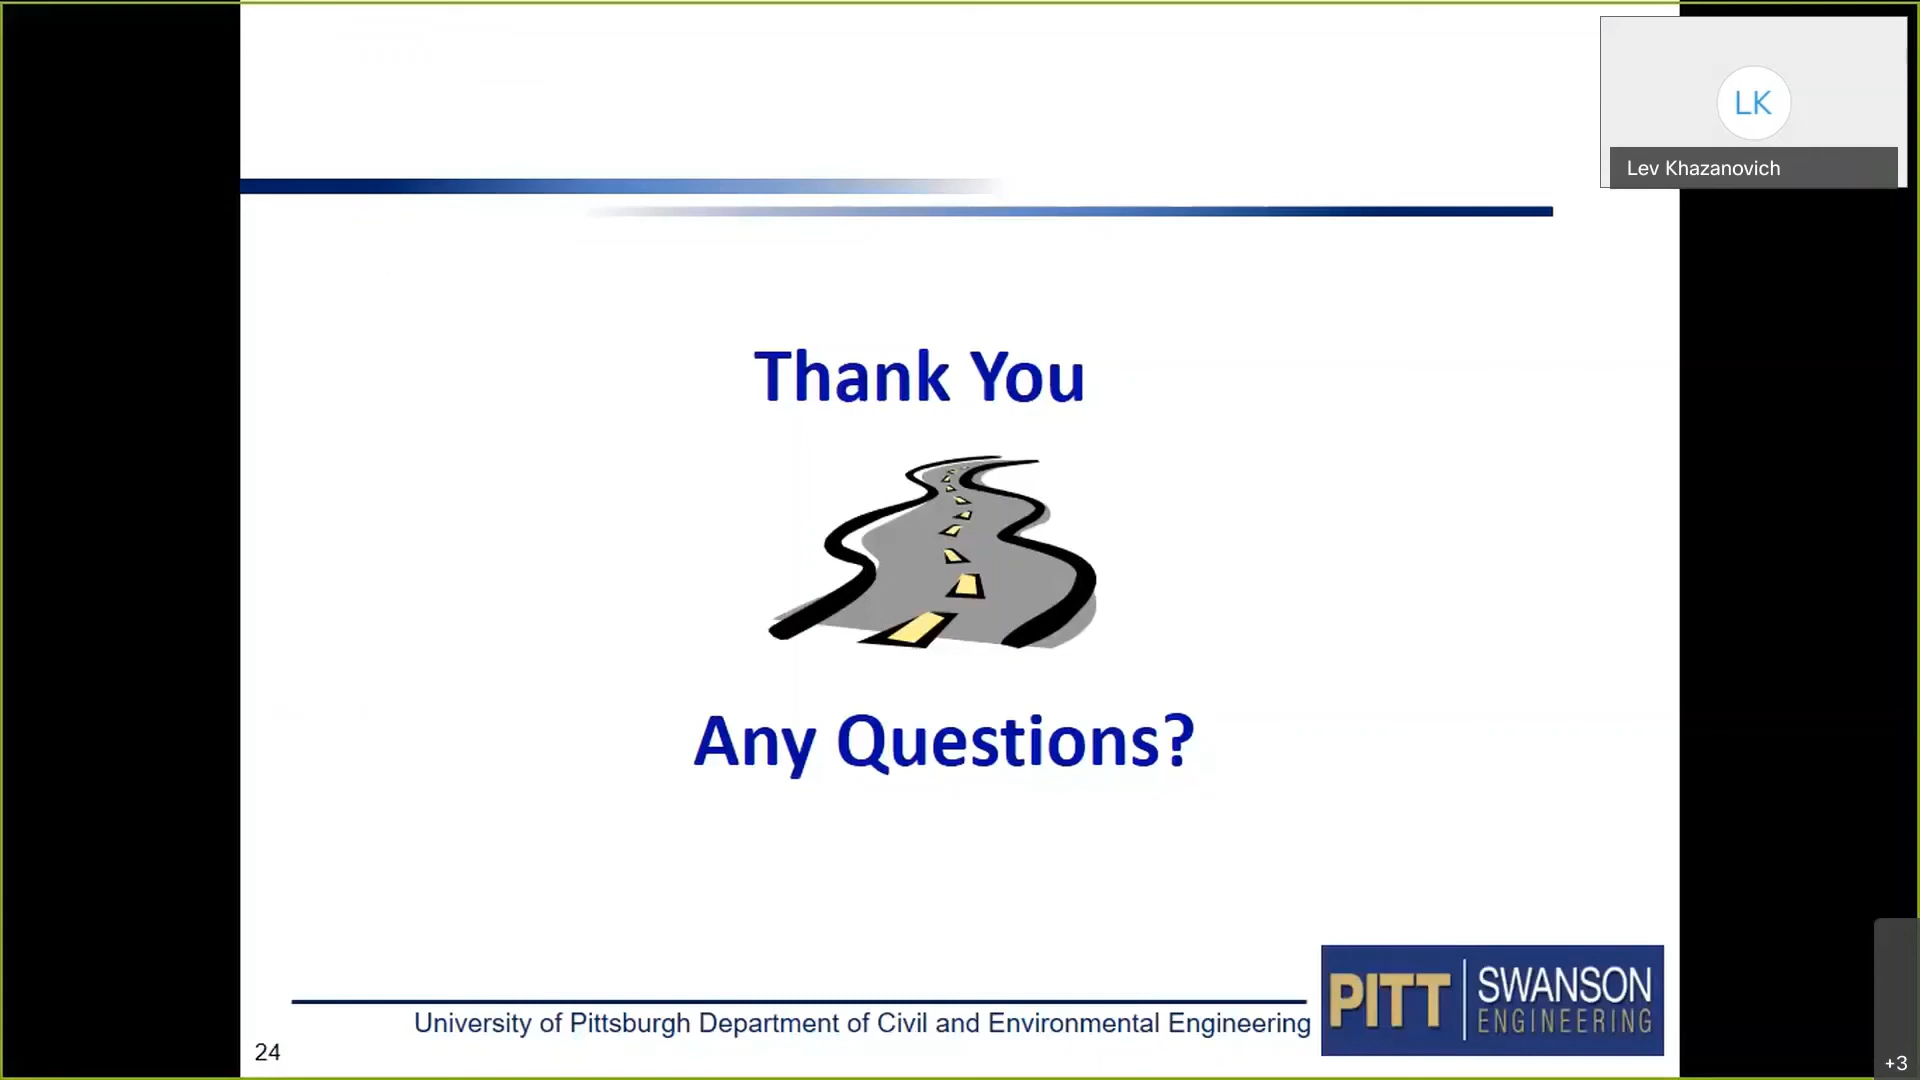 LK
Lev Khazanovich
Thank You
Any Questions?
University of Pittsburgh Department of Civil and Environmental Engineering
PITT
SWANSON
ENGINEERING
24
+3